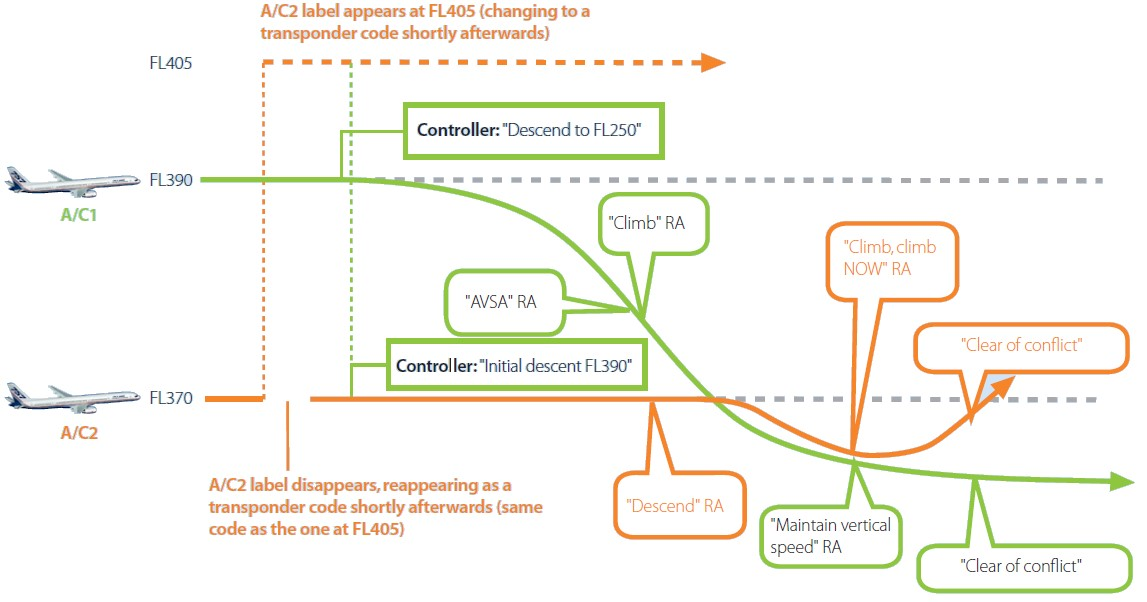 A/C2 label appears at FL405 (changing to a
transponder code shortly afterwards)
FL405
Controller: "Descend to FL250"
FL390
A/C1
"Climb" RA
"Climb, climb
NOW" RA
"AVSA" RA
"Clear of conflict"
Controller: "Initial descent FL390"
FL370
A/C2
A/C2 label disappears, reappearing as a
transponder code shortly afterwards (same
code as the one at FL405)
"Descend" RA
"Maintain vertical
speed" RA
"Clear of conflict"